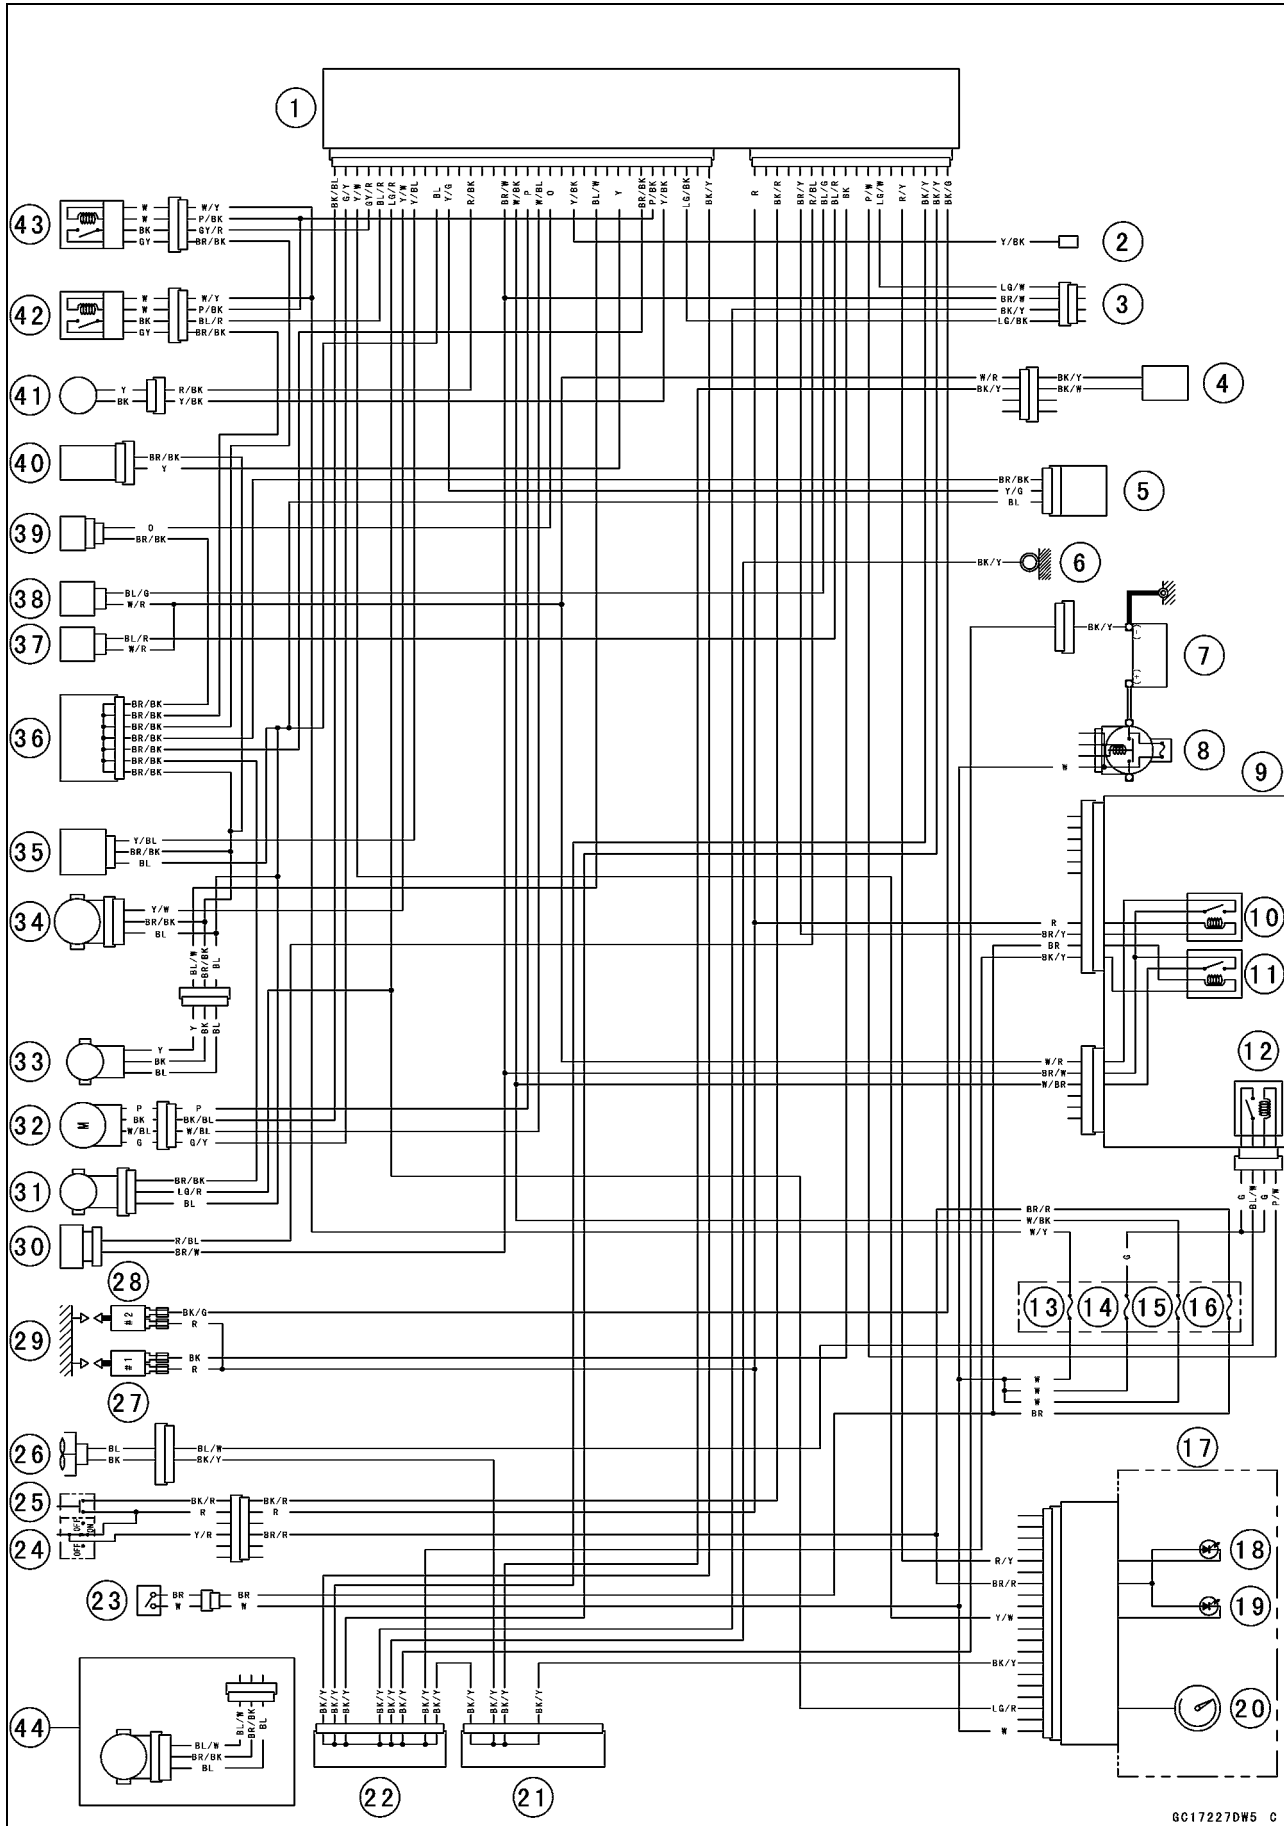 1
BK/BL G/Y Y/W GY/R BL/R LG/R Y/W Y/BL BL Y/G R/BK BR/W W/BK P W/BL O Y/BK BL/W Y BR/BK P/BK Y/BK LG/BK BK/Y R BK/R BR/Y R/BL BL/G BL/R BK P/W LG/W R/Y BK/Y BK/Y BK/G
43
W W/Y
W P/BK
BK GY/R
GY BR/BK
Y/BK 2
LG/W
BR/W
BK/Y
LG/BK
3
42
W W/Y
W P/BK
BK BL/R
GY BR/BK
41
Y R/BK
BK Y/BK
W/R BK/Y
BK/Y BK/W
4
40
BR/BK
Y
BR/BK
Y/G
BL
5
39
O
BR/BK
BK/Y 6
38
BL/G
W/R
37
BL/R
W/R
BK/Y
(-)
(+)
7
36
BR/BK
BR/BK
BR/BK
BR/BK
BR/BK
BR/BK
BR/BK
W
8
9
35
Y/BL
BR/BK
BL
34
Y/W
BR/BK
BL
BL/W BR/BK BL
R
BR/Y
BR
BK/Y
10
11
Y BK BL
33
Y
BK
BL
W/R
BR/W
W/BR
12
32
M
P P
BK BK/BL
W/BL W/BL
G G/Y
31
BR/BK
LG/R
BL
G BL/W G P/W
30
R/BL
BR/W
BR/R
W/BK
W/Y
G
28
29
#2
BK/G
R
#1
BK
R
27
13 14 15 16
W
W
W
BR
26
BL BL/W
BK BK/Y
17
25
BK/R BK/R
R R
24
OFF ON
OFF
Y/R BR/R
23
BR BR
W W
R/Y
BR/R
Y/W
BK/Y
LG/R
W
18
19
20
44
BL/W BR/BK BL
BL/W
BR/BK
BL
BK/Y BK/Y BK/Y BK/Y BK/Y BK/Y BK/Y BK/Y BK/Y BK/Y BK/Y BK/Y
22 21
GC17227DW5 C